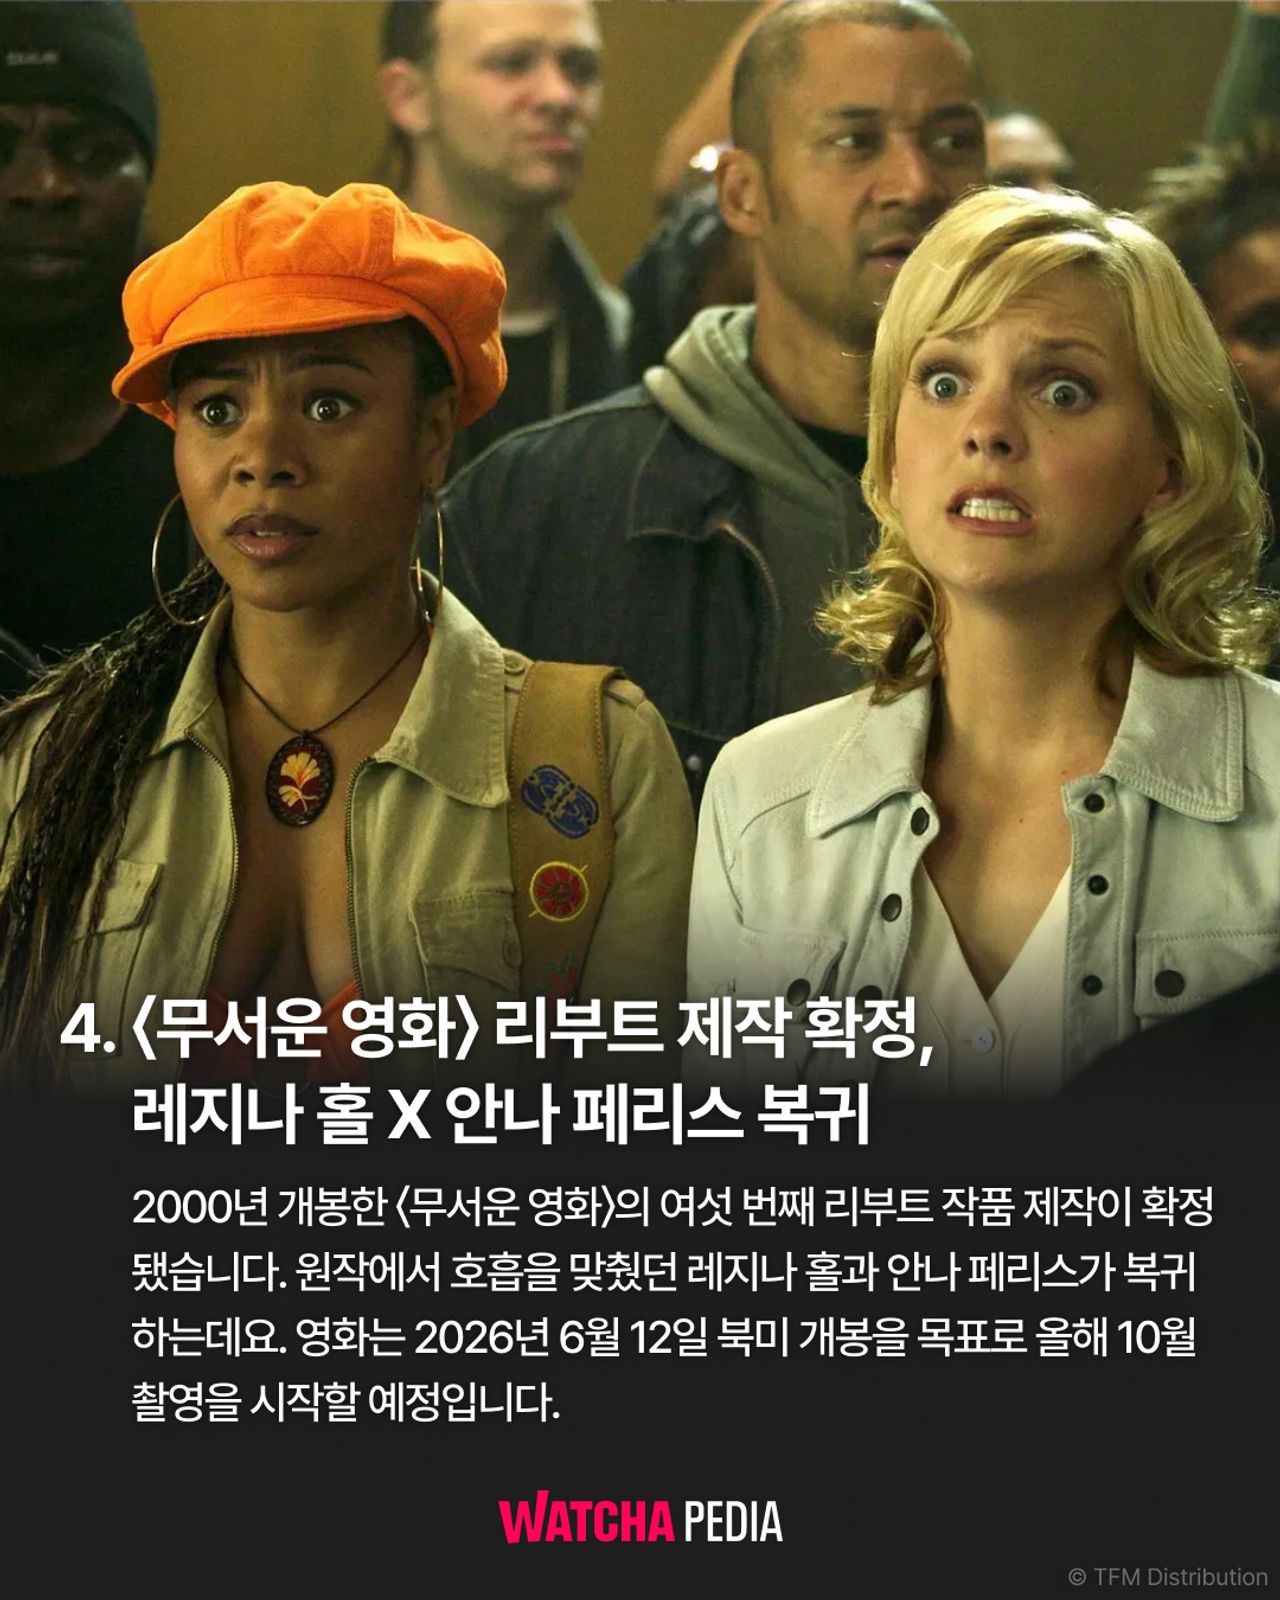 4. 〈무서운 영화〉 리부트 제작 확정,
레지나 홀 X 안나 페리스 복귀
2000년 개봉한 〈무서운 영화〉의 여섯 번째 리부트 작품 제작이 확정
됐습니다. 원작에서 호흡을 맞췄던 레지나 홀과 안나 페리스가 복귀
하는데요. 영화는 2026년 6월 12일 북미 개봉을 목표로 올해 10월
촬영을 시작할 예정입니다.
WATCHA PEDIA
© TFM Distribution